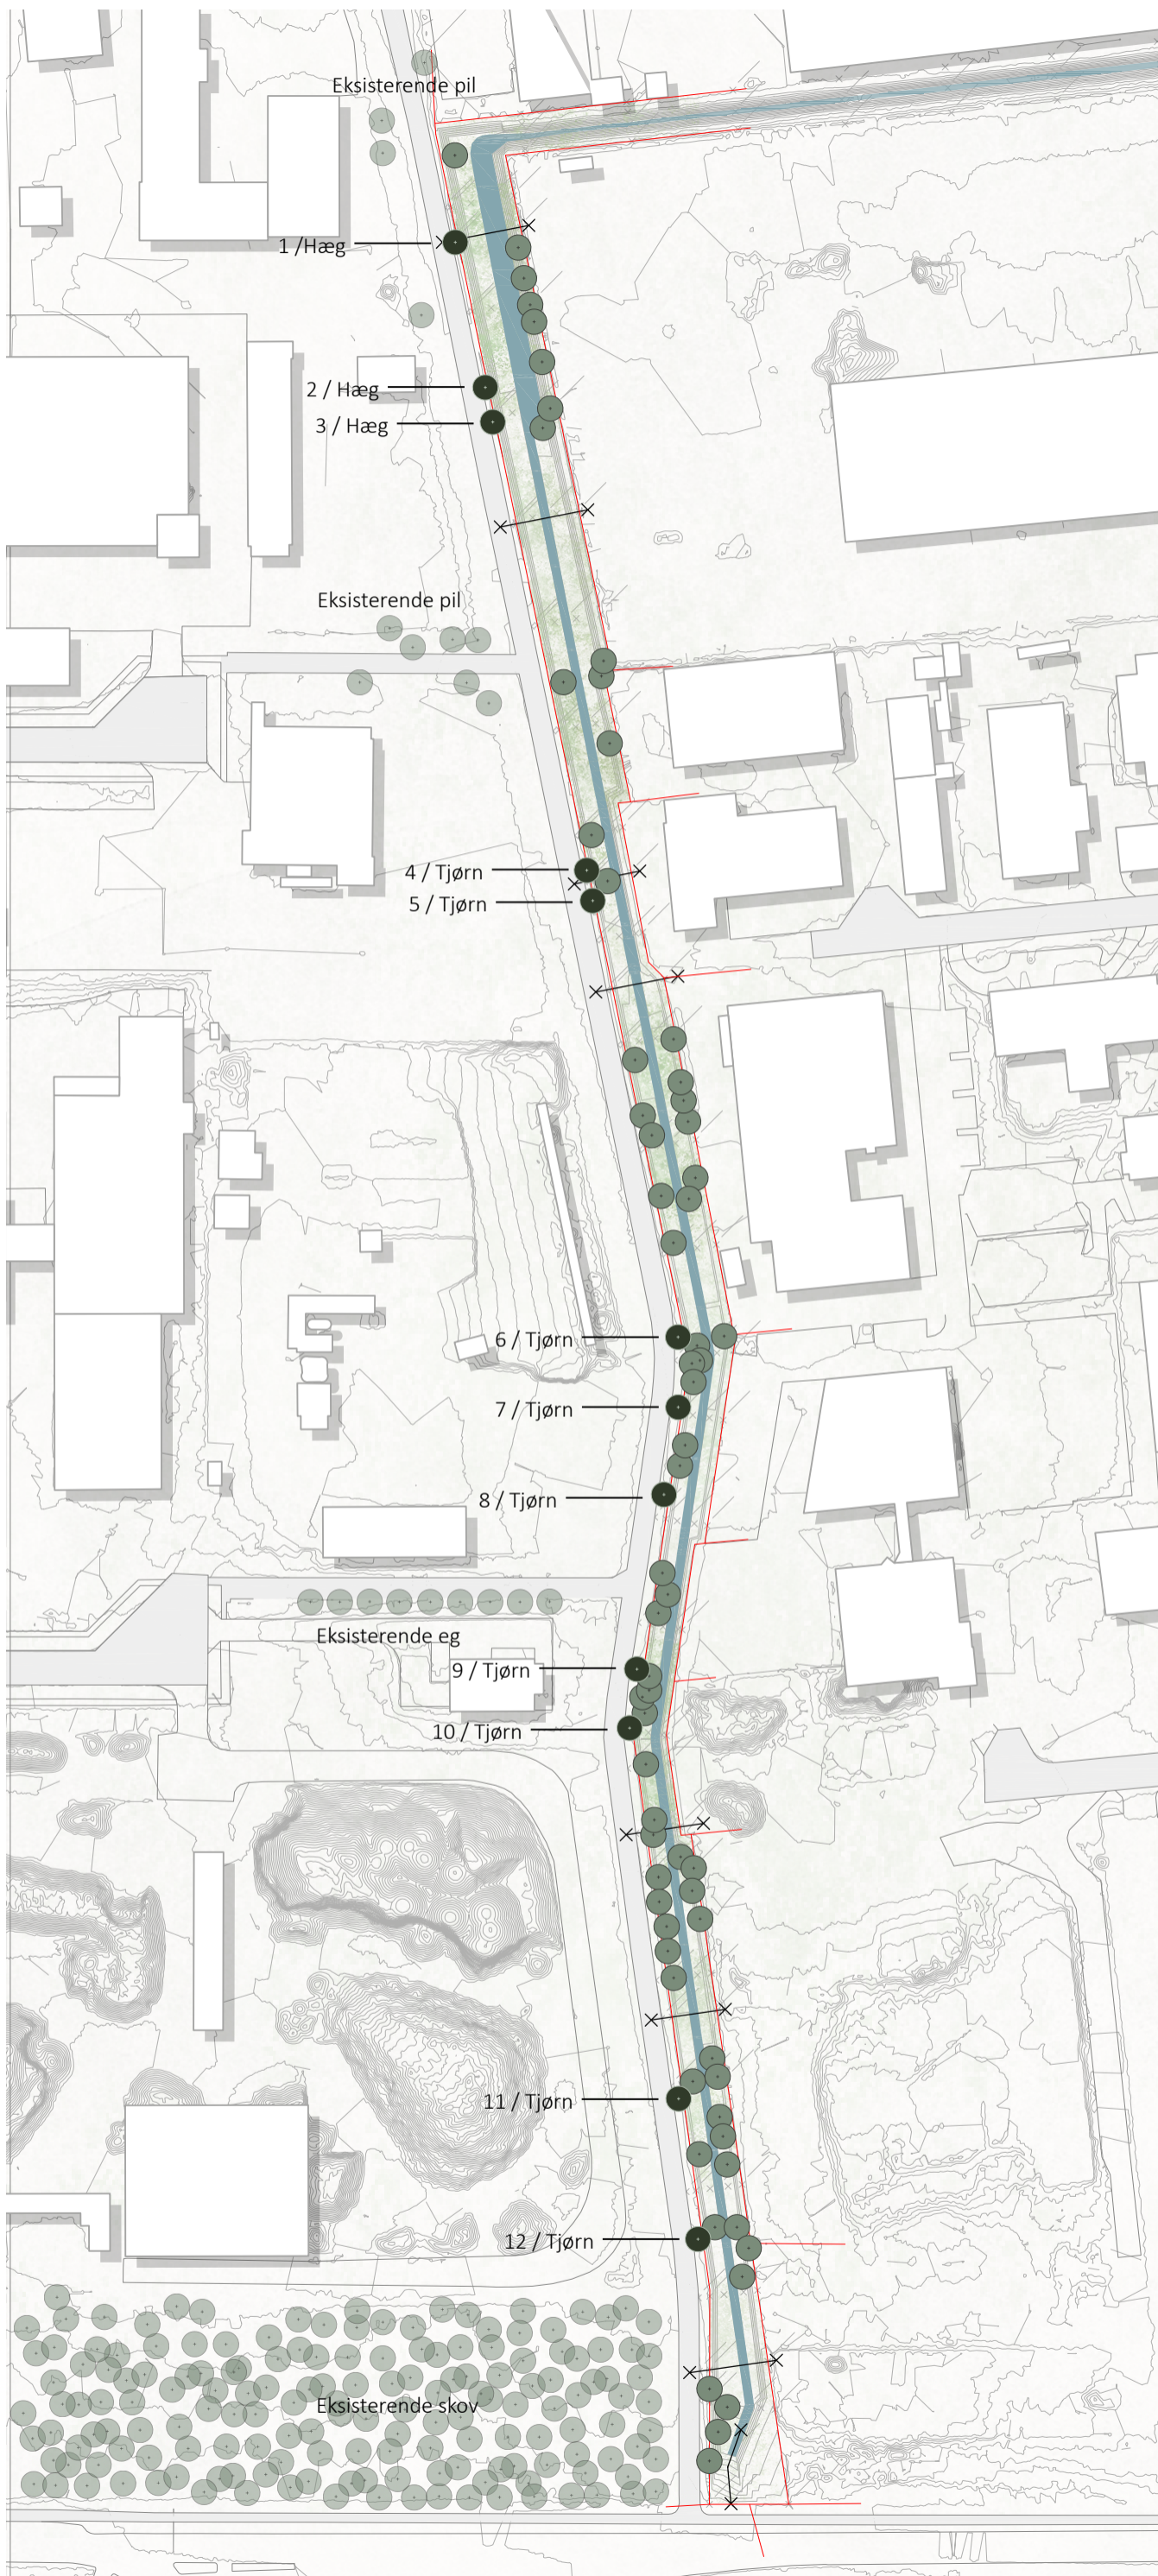 Eksisterende pil
1 /Hæg
2 / Hæg
3 / Hæg
Eksisterende pil
4 / Tjørn
5 / Tjørn
6 / Tjørn
7 / Tjørn
8 / Tjørn
Eksisterende eg
9 / Tjørn
10 / Tjørn
11 / Tjørn
12 / Tjørn
Eksisterende skov